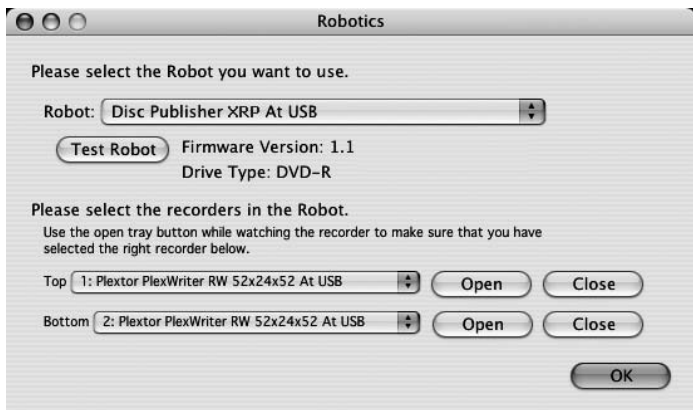 Robotics
Please select the Robot you want to use.
Robot: Disc Publisher XRP At USB
Test Robot Firmware Version: 1.1
Drive Type: DVD-R
Please select the recorders in the Robot.
Use the open tray button while watching the recorder to make sure that you have
selected the right recorder below.
Top 1: Plextor PlexWriter RW 52x24x52 At USB Open Close
Bottom 2: Plextor PlexWriter RW 52x24x52 At USB Open Close
OK